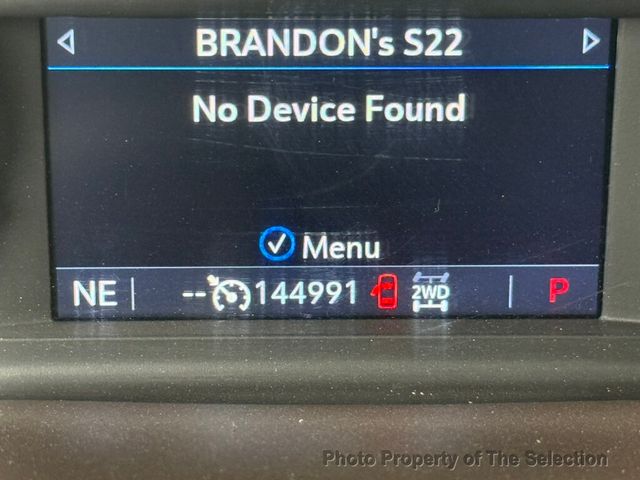 BRANDON's S22
No Device Found
Menu
NE -- 144991 2WD P
Photo Property of The Selection